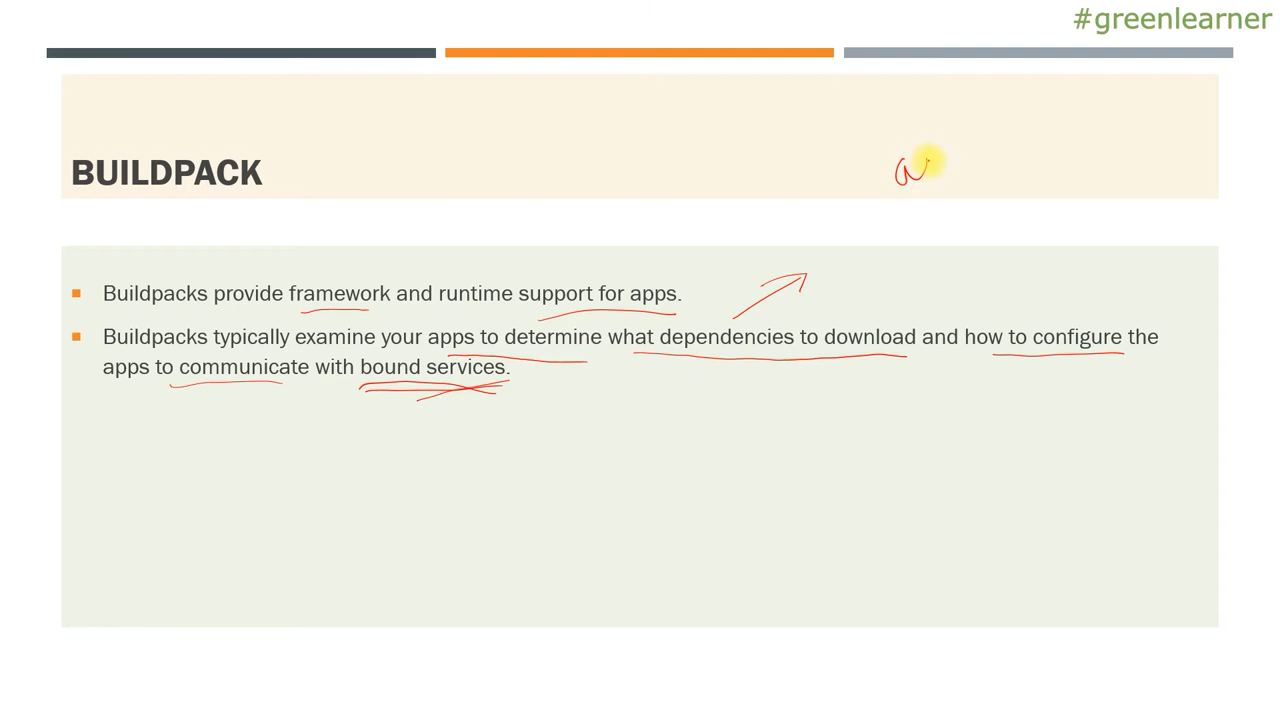 #greenlearner
BUILDPACK
a
Buildpacks provide framework and runtime support for apps.
Buildpacks typically examine your apps to determine what dependencies to download and how to configure the
apps to communicate with bound services.